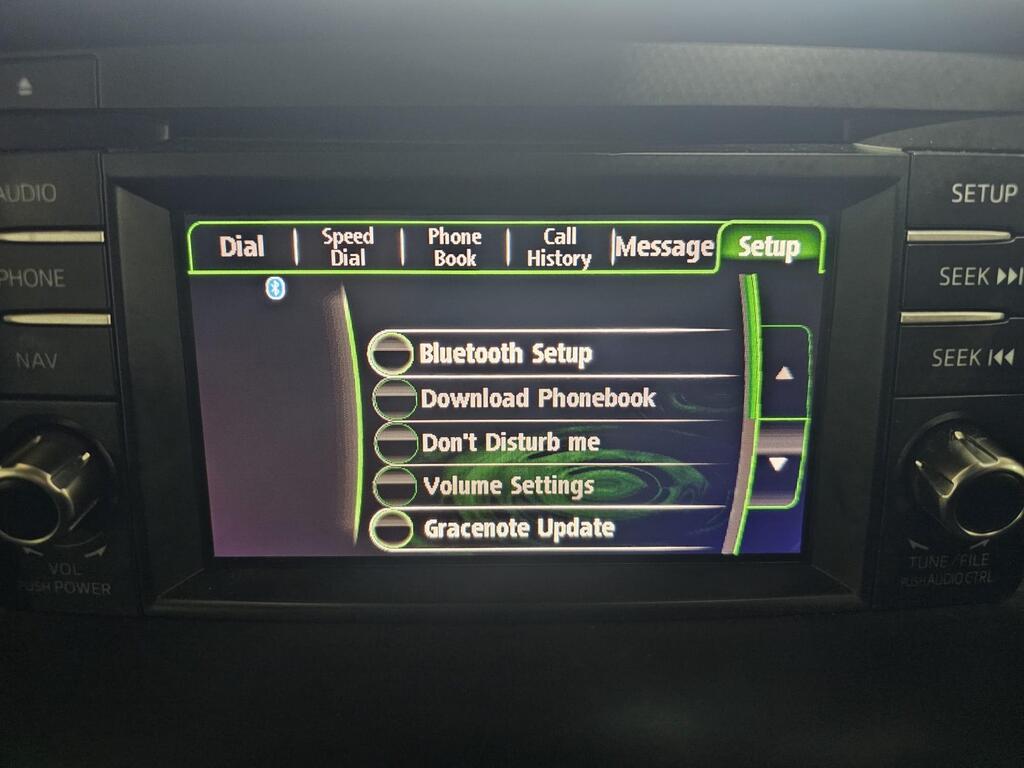 AUDIO
PHONE
NAV
VOL
PUSH POWER
Dial
Speed
Dial
Phone
Book
Call
History
Message
Setup
Bluetooth Setup
Download Phonebook
Don't Disturb me
Volume Settings
Gracenote Update
SETUP
SEEK
SEEK
TUNE/FILE
PUSH AUDIO CTRL